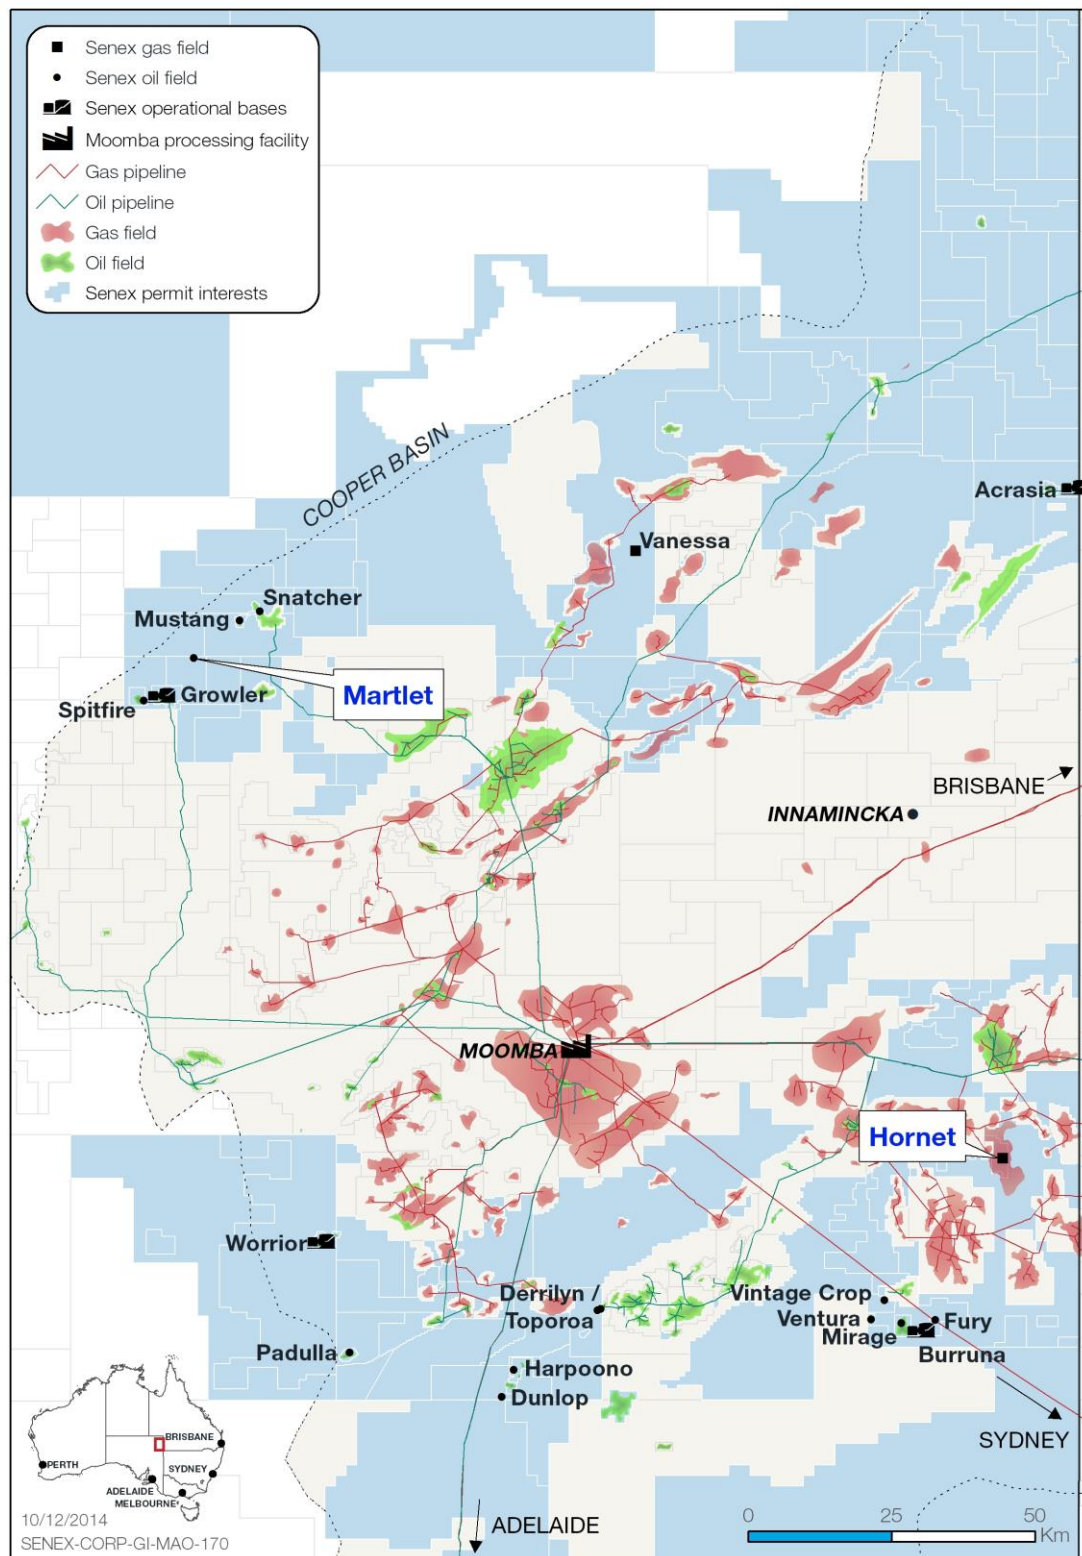 Senex gas field
Senex oil field
Senex operational bases
Moomba processing facility
Gas pipeline
Oil pipeline
Gas field
Oil field
Senex permit interests
COOPER BASIN
Acrasia
Vanessa
Snatcher
Mustang
Martlet
Growler
Spitfire
BRISBANE
INNAMINCKA
MOOMBA
Hornet
Worrior
Derrilyn /
Toporoa
Vintage Crop
Ventura
Mirage
Fury
Burruna
Padulla
Harpoono
Dunlop
SYDNEY
ADELAIDE
BRISBANE
PERTH
SYDNEY
ADELAIDE
MELBOURNE
10/12/2014
SENEX-CORP-GI-MAO-170
0 25 50
Km